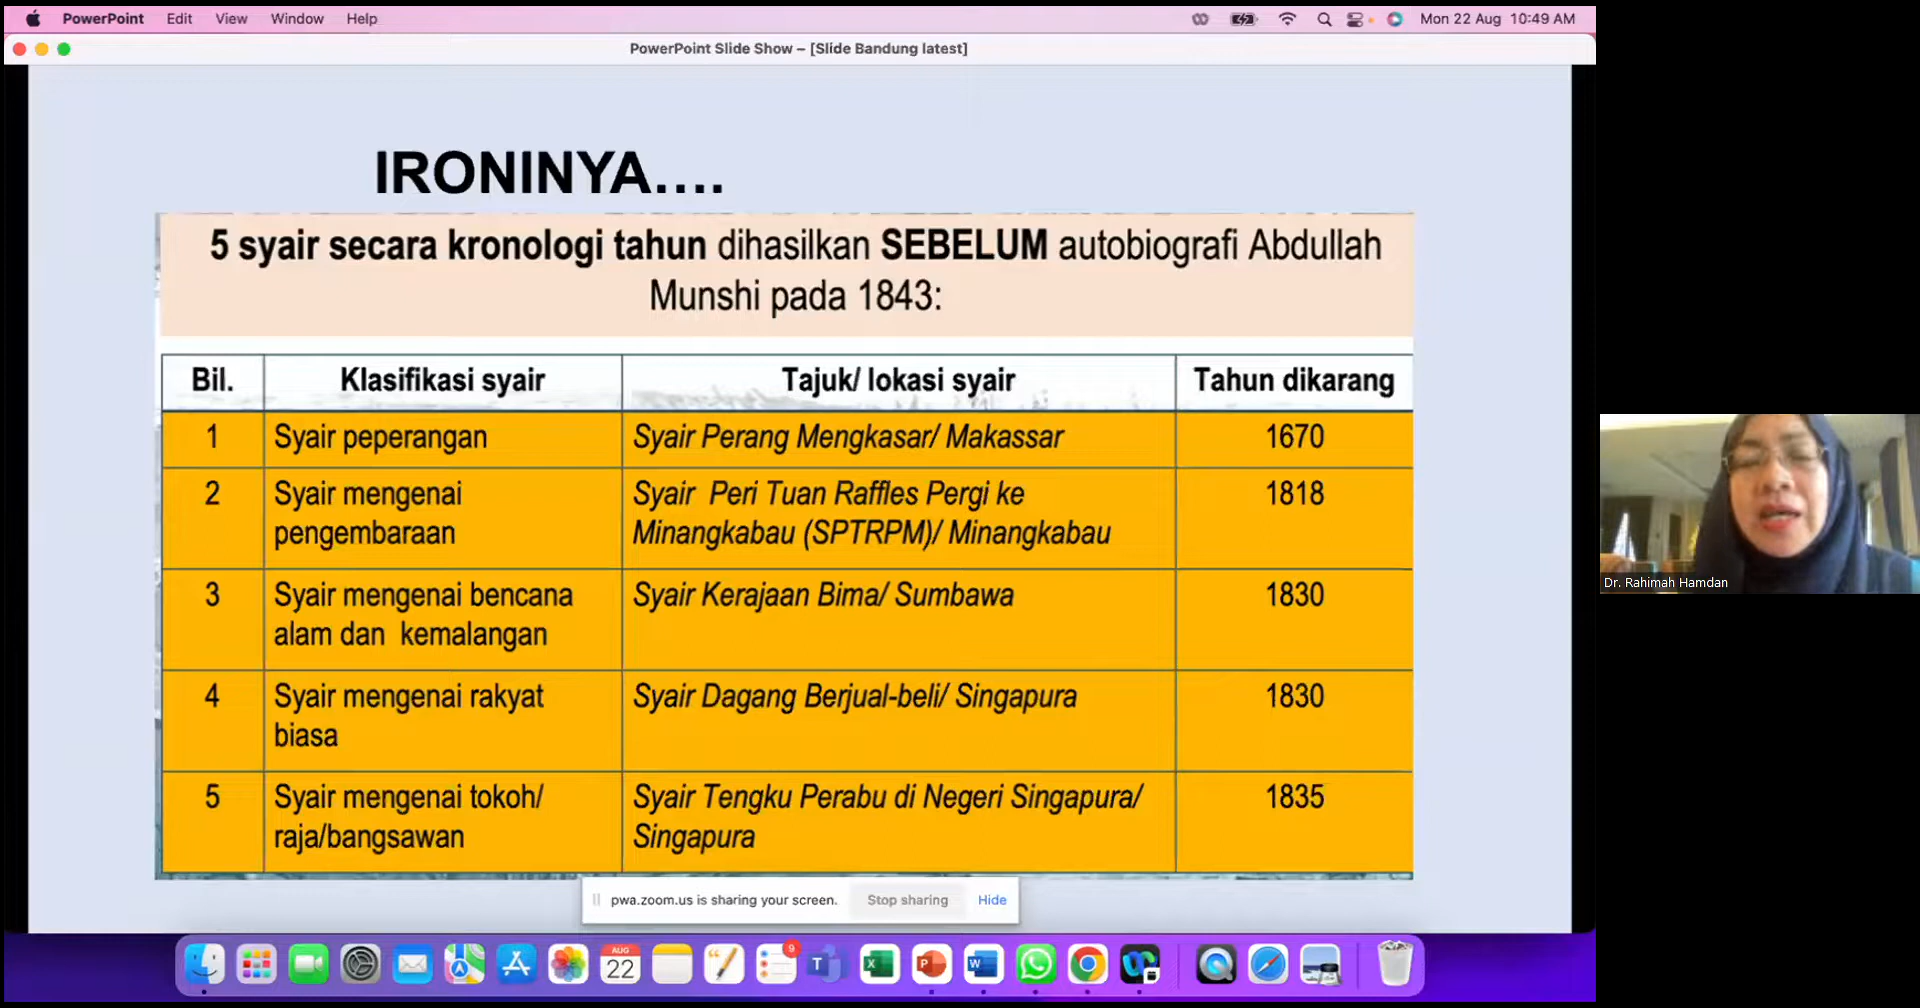 PowerPoint Edit View Window Help
Mon 22 Aug 10:49 AM
PowerPoint Slide Show – [Slide Bandung latest]
IRONINYA....
5 syair secara kronologi tahun dihasilkan SEBELUM autobiografi Abdullah
Munshi pada 1843:
Bil. Klasifikasi syair Tajuk/ lokasi syair Tahun dikarang
1 Syair peperangan Syair Perang Mengkasar/ Makassar 1670
2 Syair mengenai Syair Peri Tuan Raffles Pergi ke 1818
pengembaraan Minangkabau (SPTRPM)/ Minangkabau
3 Syair mengenai bencana Syair Kerajaan Bima/ Sumbawa 1830
alam dan kemalangan
4 Syair mengenai rakyat Syair Dagang Berjual-beli/ Singapura 1830
biasa
5 Syair mengenai tokoh/ Syair Tengku Perabu di Negeri Singapura/ 1835
raja/bangsawan Singapura
Dr. Rahimah Hamdan
pwa.zoom.us is sharing your screen. Stop sharing Hide
AUG
22
9
T
X
P
W